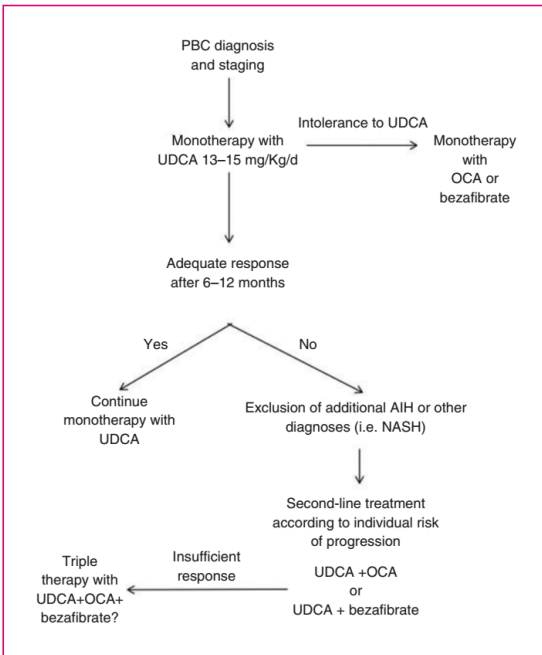 PBC diagnosis
and staging
Monotherapy with
UDCA 13–15 mg/Kg/d
Intolerance to UDCA
Monotherapy
with
OCA or
bezafibrate
Adequate response
after 6–12 months
Yes
No
Continue
monotherapy with
UDCA
Exclusion of additional AIH or other
diagnoses (i.e. NASH)
Second-line treatment
according to individual risk
of progression
UDCA +OCA
or
UDCA + bezafibrate
Insufficient
response
Triple
therapy with
UDCA+OCA+
bezafibrate?